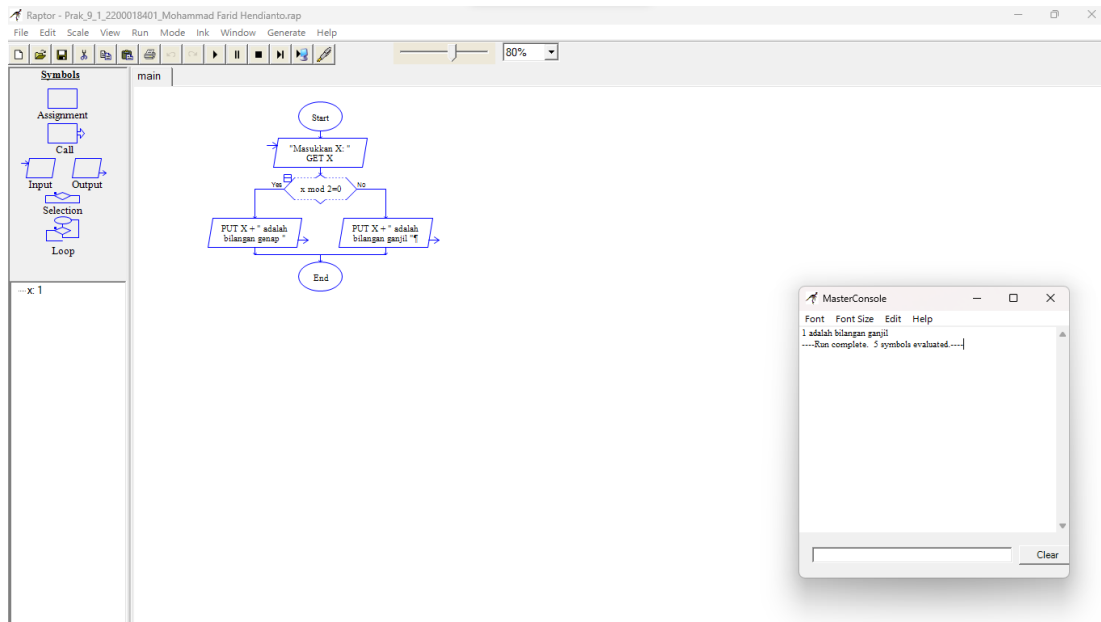 Raptor - Prak_9_1_2200018401_Mohammad Farid Hendianto.rap
File Edit Scale View Run Mode Ink Window Generate Help
80%
Symbols
Assignment
Call
Input Output
Selection
Loop
x: 1
main
Start
"Masukkan X: "
GET X
Yes
x mod 2=0
No
PUT X + " adalah
bilangan genap "
PUT X + " adalah
bilangan ganjil "¶
End
MasterConsole
Font Font Size Edit Help
1 adalah bilangan ganjil
----Run complete. 5 symbols evaluated.----
Clear